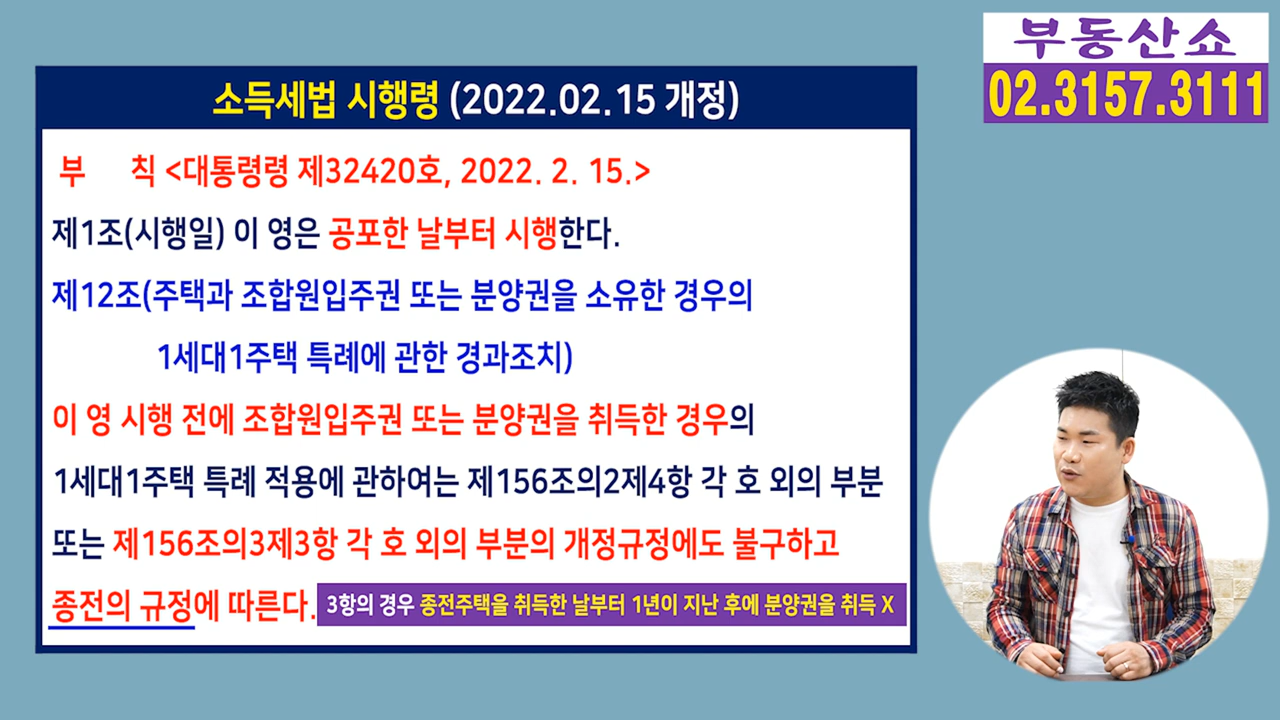 부동산쇼
02.3157.3111
소득세법 시행령 (2022.02.15 개정)
부 칙 <대통령령 제32420호, 2022. 2. 15.>
제1조(시행일) 이 영은 공포한 날부터 시행한다.
제12조(주택과 조합원입주권 또는 분양권을 소유한 경우의
1세대1주택 특례에 관한 경과조치)
이 영 시행 전에 조합원입주권 또는 분양권을 취득한 경우의
1세대1주택 특례 적용에 관하여는 제156조의2제4항 각 호 외의 부분
또는 제156조의3제3항 각 호 외의 부분의 개정규정에도 불구하고
종전의 규정에 따른다.
3항의 경우 종전주택을 취득한 날부터 1년이 지난 후에 분양권을 취득 X